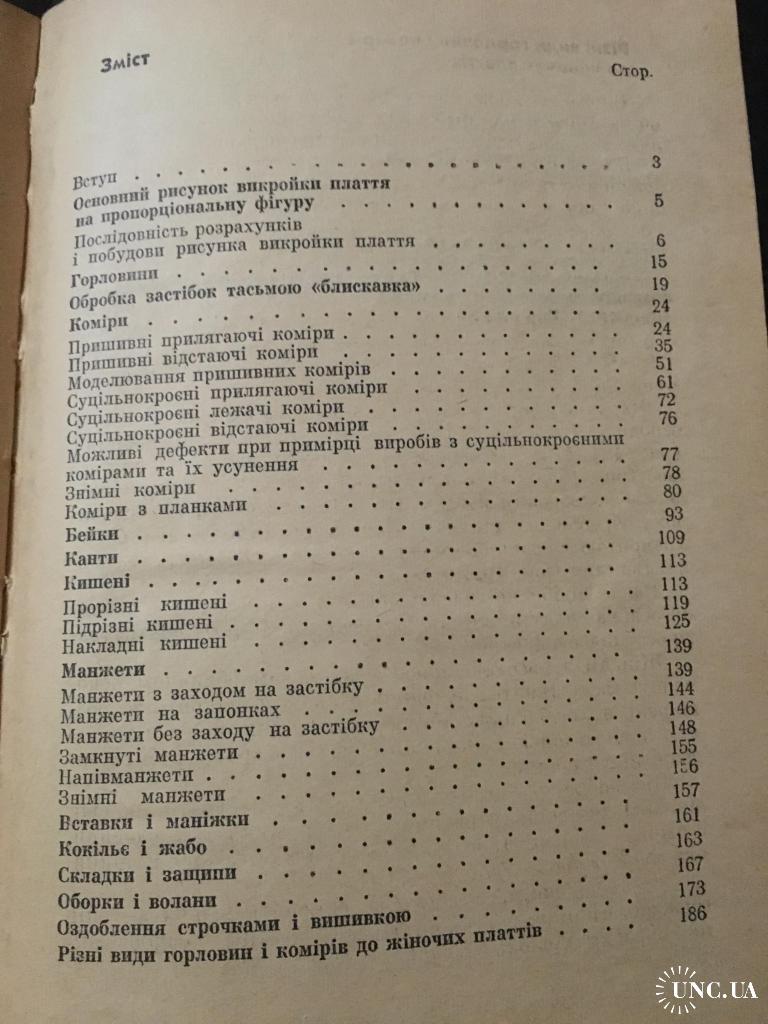 Зміст
Стор.
Вступ . . . . . . . . . . . . . . . . 3
Основний рисунок викройки плаття
на пропорціональну фігуру . . . . . . . . . . . 5
Послідовність розрахунків
і побудови рисунка викройки плаття . . . . . . . . 6
Горловини . . . . . . . . . . . . . . . 15
Обробка застібок тасьмою «блискавка» . . . . . . . 19
Коміри . . . . . . . . . . . . . . . . 24
Пришивні прилягаючі коміри . . . . . . . . . . 24
Пришивні відстаючі коміри . . . . . . . . . . 35
Моделювання пришивних комірів . . . . . . . . . 51
Суцільнокроєні прилягаючі коміри . . . . . . . . 61
Суцільнокроєні лежачі коміри . . . . . . . . . 72
Суцільнокроєні відстаючі коміри . . . . . . . . 76
Можливі дефекти при примірці виробів з суцільнокроєними
комірами та їх усунення . . . . . . . . . . . 77
Знімні коміри . . . . . . . . . . . . . . 78
Коміри з планками . . . . . . . . . . . . . 80
Бейки . . . . . . . . . . . . . . . . 93
Канти . . . . . . . . . . . . . . . . 109
Кишені . . . . . . . . . . . . . . . . 113
Прорізні кишені . . . . . . . . . . . . . 113
Підрізні кишені . . . . . . . . . . . . . 119
Накладні кишені . . . . . . . . . . . . . 125
Манжети . . . . . . . . . . . . . . . 139
Манжети з заходом на застібку . . . . . . . . . 139
Манжети на запонках . . . . . . . . . . . . 144
Манжети без заходу на застібку . . . . . . . . . 146
Замкнуті манжети . . . . . . . . . . . . . 148
Напівманжети . . . . . . . . . . . . . . 155
Знімні манжети . . . . . . . . . . . . . 156
Вставки і маніжки . . . . . . . . . . . . . 157
Кокільє і жабо . . . . . . . . . . . . . . 161
Складки і защипи . . . . . . . . . . . . . 163
Оборки і волани . . . . . . . . . . . . . 167
Оздоблення строчками і вишивкою . . . . . . . . 173
Різні види горловин і комірів до жіночих платтів . . . . 186
UNC.UA